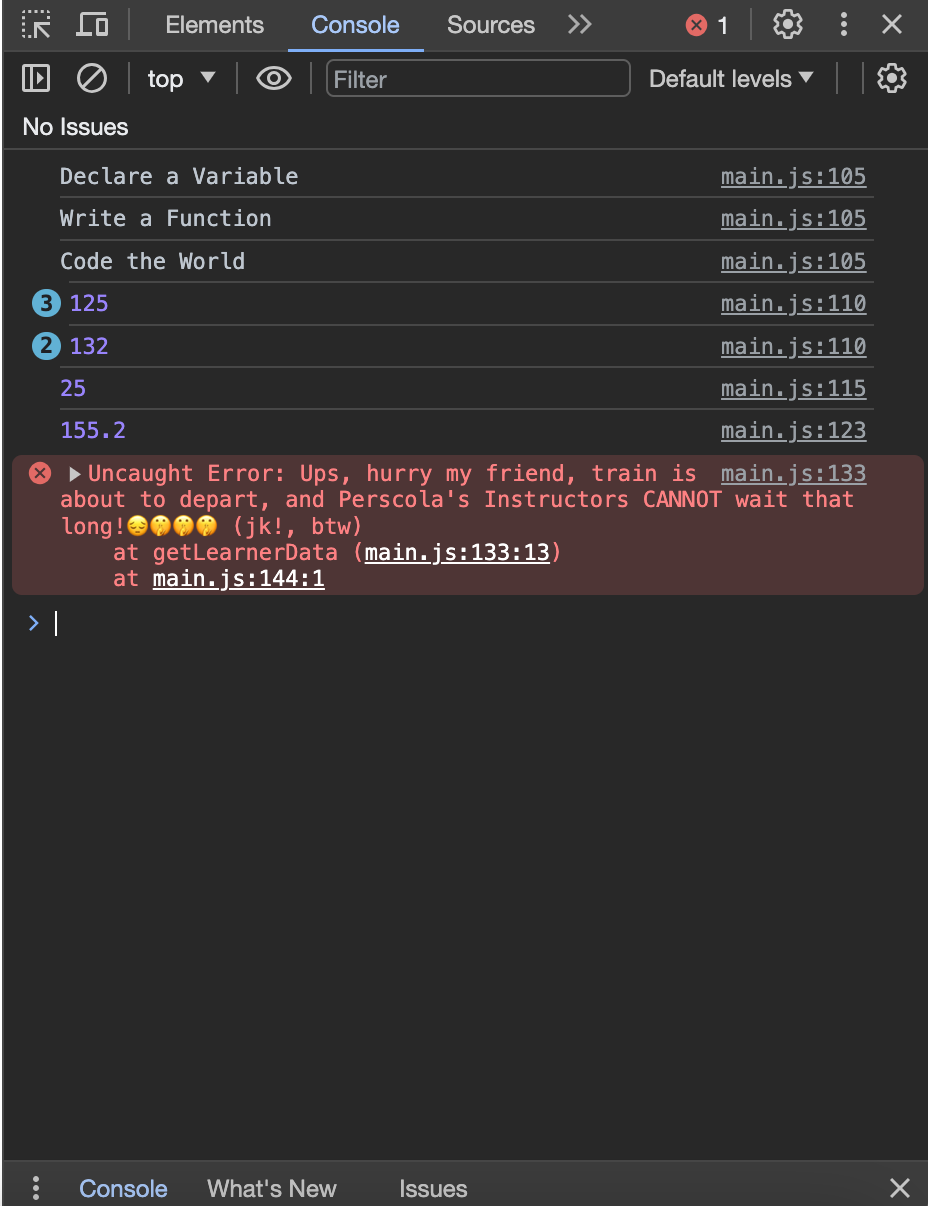 Elements Console Sources 1
top Filter Default levels
No Issues
Declare a Variable main.js:105
Write a Function main.js:105
Code the World main.js:105
3 125 main.js:110
2 132 main.js:110
25 main.js:115
155.2 main.js:123
Uncaught Error: Ups, hurry my friend, train is main.js:133
about to depart, and Perscola's Instructors CANNOT wait that
long!😔🤫🤫🤫 (jk!, btw)
at getLearnerData (main.js:133:13)
at main.js:144:1
Console What's New Issues